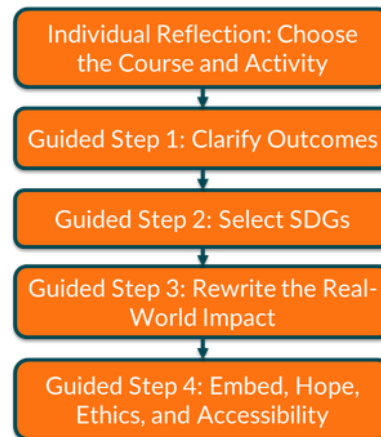 Individual Reflection: Choose
the Course and Activity
Guided Step 1: Clarify Outcomes
Guided Step 2: Select SDGs
Guided Step 3: Rewrite the Real-
World Impact
Guided Step 4: Embed, Hope,
Ethics, and Accessibility